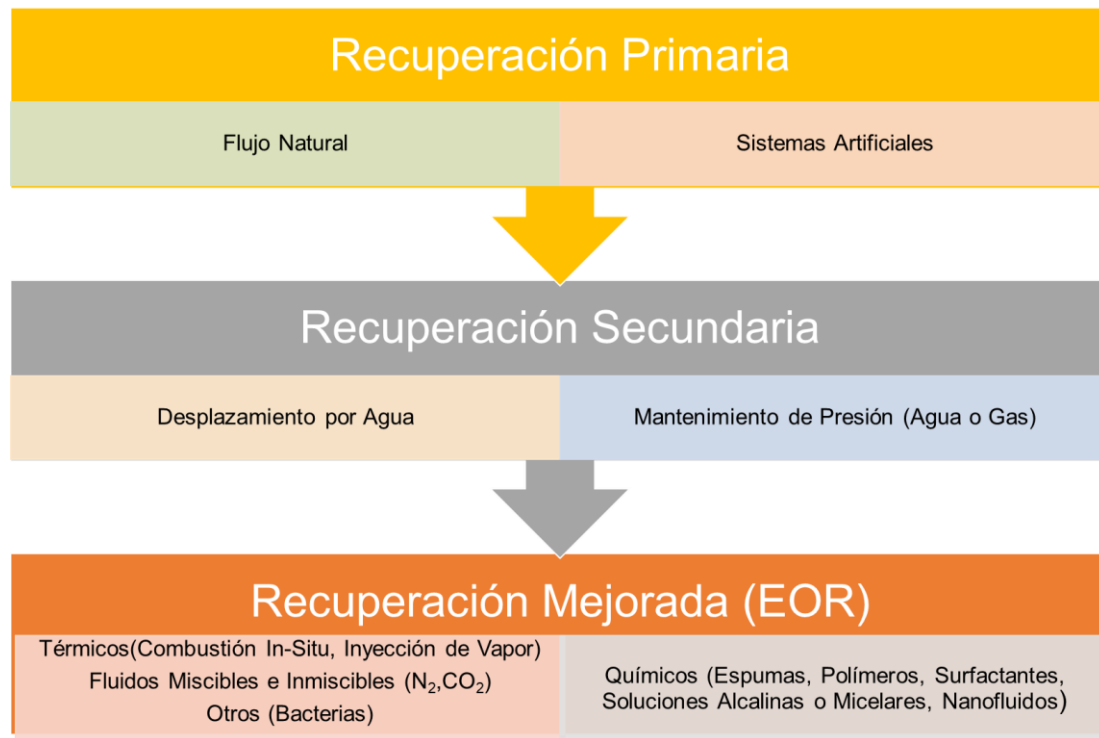 Recuperación Primaria
Flujo Natural
Sistemas Artificiales
Recuperación Secundaria
Desplazamiento por Agua
Mantenimiento de Presión (Agua o Gas)
Recuperación Mejorada (EOR)
Térmicos(Combustión In-Situ, Inyección de Vapor)
Fluidos Miscibles e Inmiscibles (N₂,CO₂)
Otros (Bacterias)
Químicos (Espumas, Polímeros, Surfactantes,
Soluciones Alcalinas o Micelares, Nanofluidos)